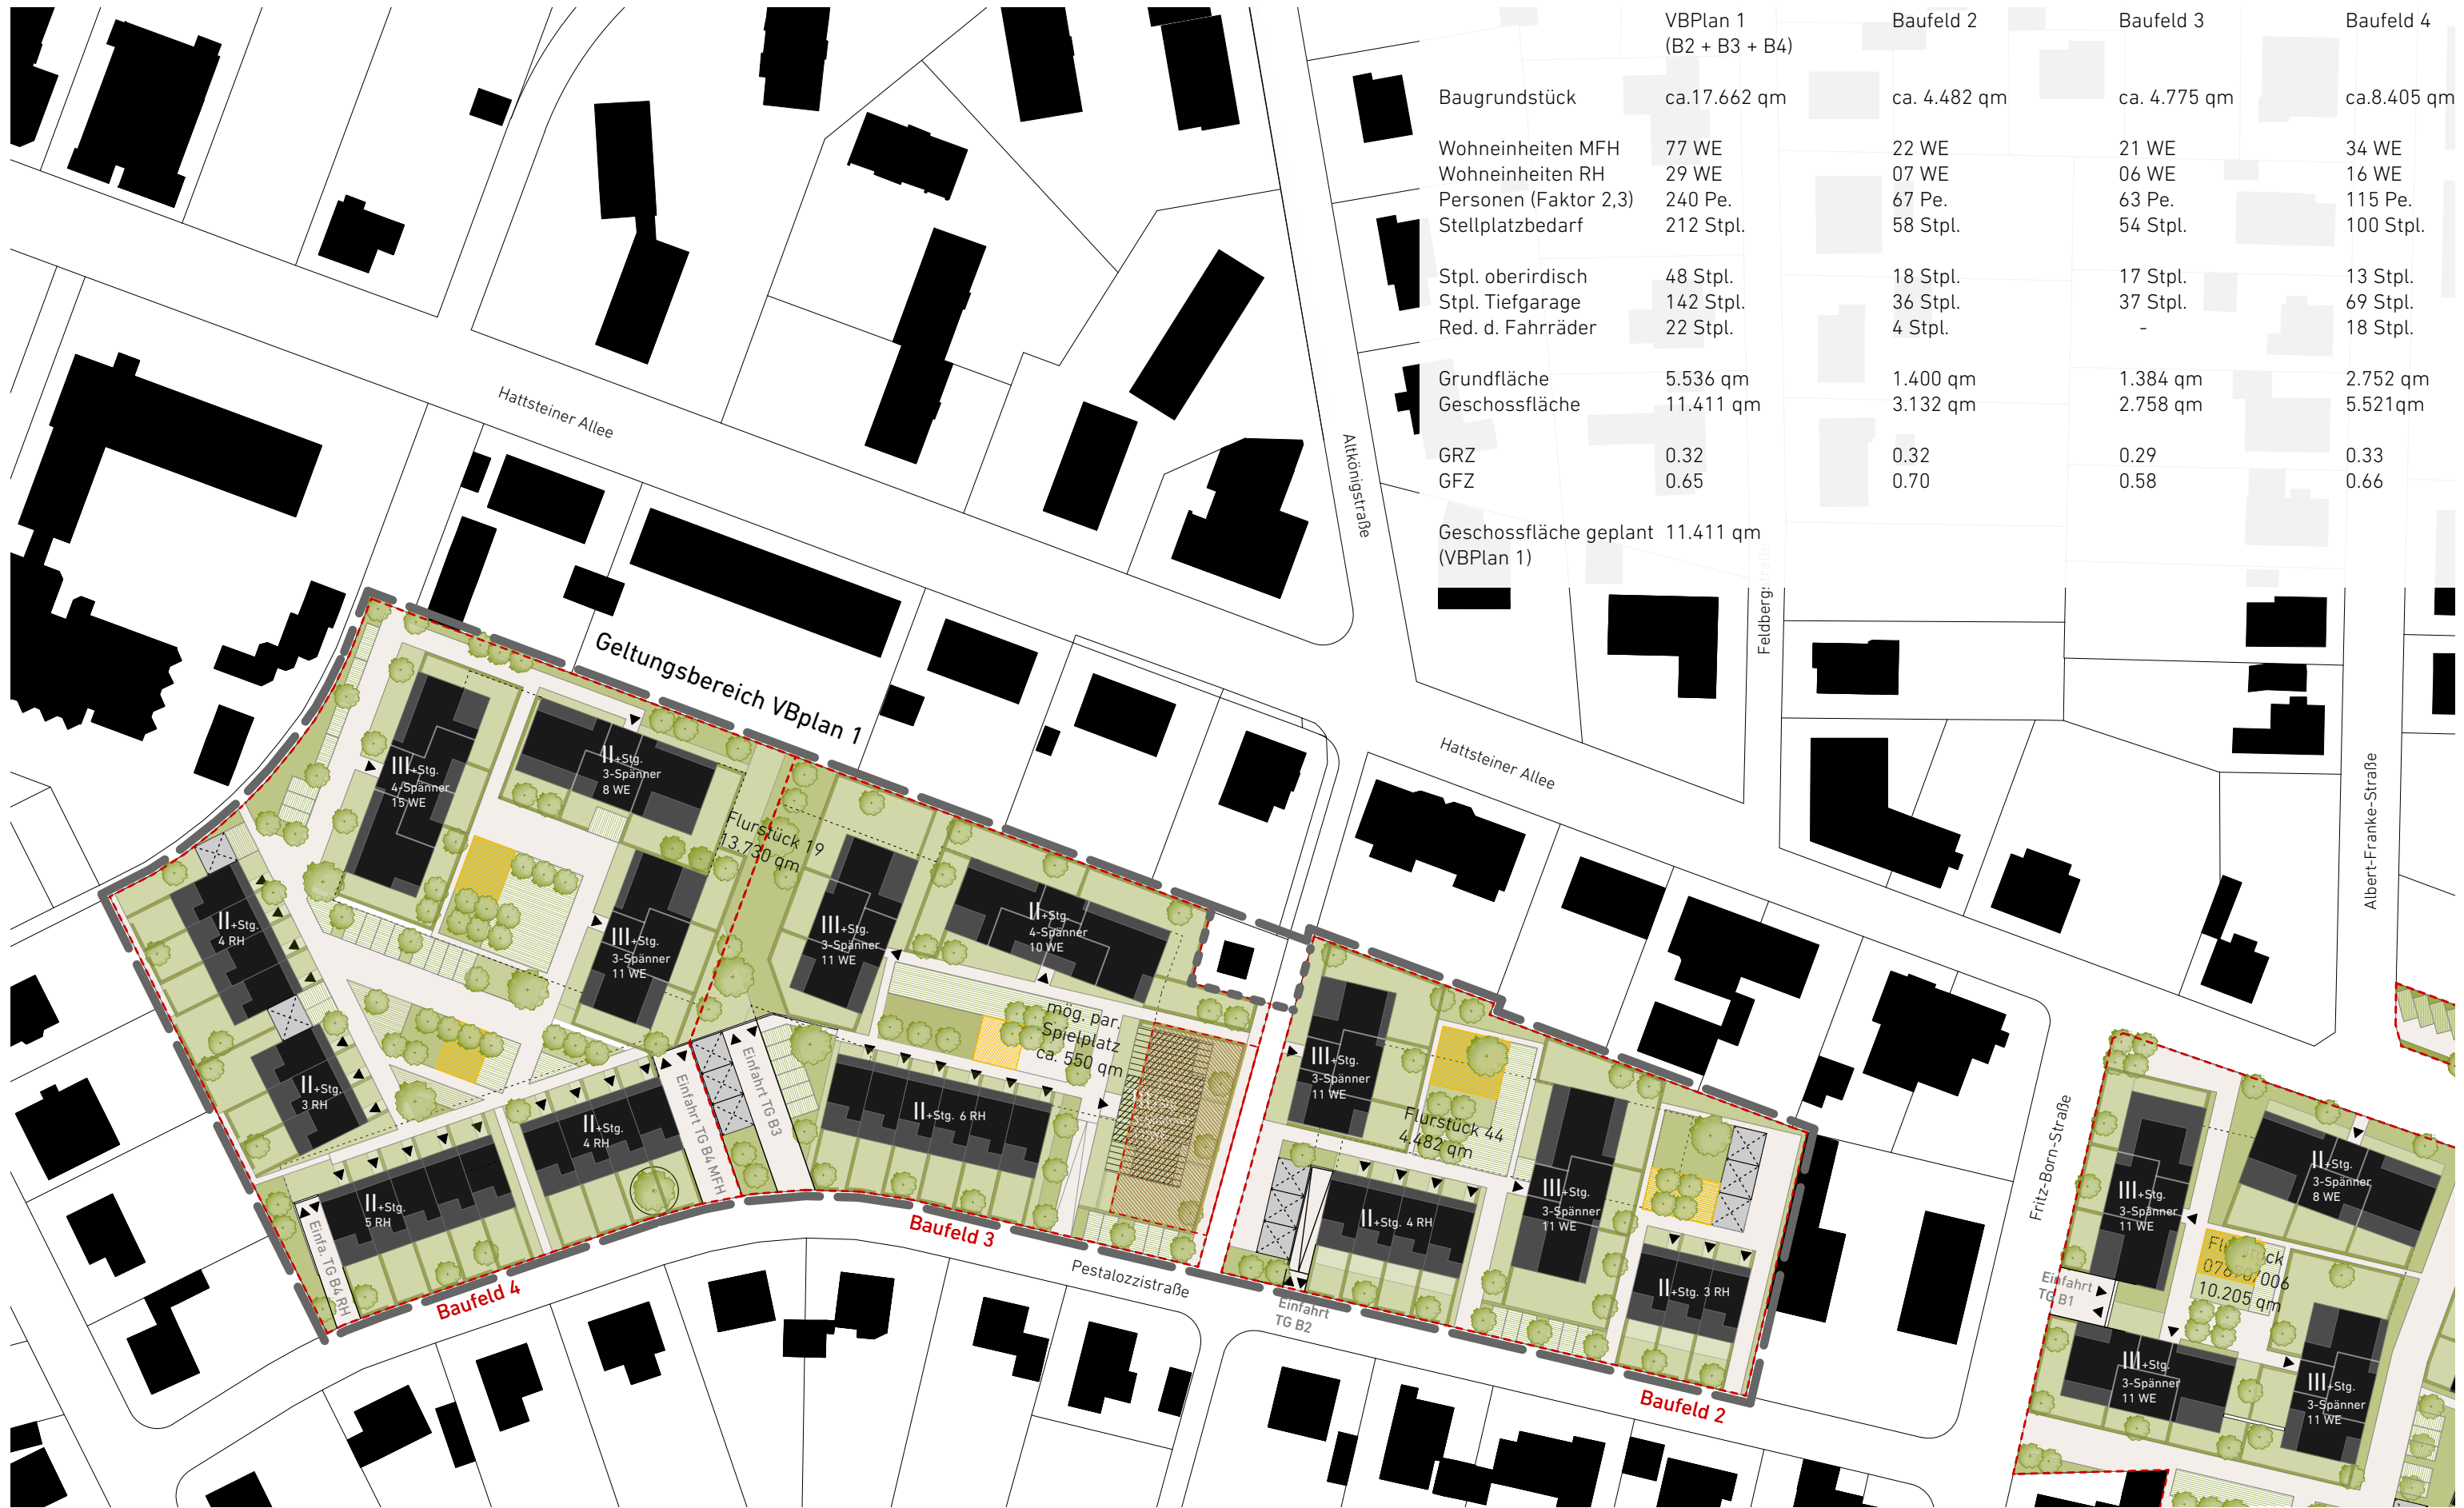 VBPlan 1 Baufeld 2 Baufeld 3 Baufeld 4
(B2 + B3 + B4)
Baugrundstück ca.17.662 qm ca. 4.482 qm ca. 4.775 qm ca.8.405 qm
Wohneinheiten MFH 77 WE 22 WE 21 WE 34 WE
Wohneinheiten RH 29 WE 07 WE 06 WE 16 WE
Personen (Faktor 2,3) 240 Pe. 67 Pe. 63 Pe. 115 Pe.
Stellplatzbedarf 212 Stpl. 58 Stpl. 54 Stpl. 100 Stpl.
Stpl. oberirdisch 48 Stpl. 18 Stpl. 17 Stpl. 13 Stpl.
Stpl. Tiefgarage 142 Stpl. 36 Stpl. 37 Stpl. 69 Stpl.
Red. d. Fahrräder 22 Stpl. 4 Stpl. - 18 Stpl.
Grundfläche 5.536 qm 1.400 qm 1.384 qm 2.752 qm
Geschossfläche 11.411 qm 3.132 qm 2.758 qm 5.521qm
GRZ 0.32 0.32 0.29 0.33
GFZ 0.65 0.70 0.58 0.66
Geschossfläche geplant 11.411 qm
(VBPlan 1)
Hattsteiner Allee
Altkönigstraße
Feldbergstraße
Hattsteiner Allee
Albert-Franke-Straße
Geltungsbereich VBplan 1
III+Stg.
4-Spänner
15 WE
II+Stg.
3-Spänner
8 WE
Flurstück 19
13.730 qm
II+Stg.
4 RH
III+Stg.
3-Spänner
11 WE
III+Stg.
3-Spänner
11 WE
II+Stg.
4-Spänner
10 WE
mög. par.
Spielplatz
ca. 550 qm
II+Stg.
3 RH
II+Stg.
4 RH
II+Stg.
5 RH
Einfahrt TG B4 MFH
Einfahrt TG B3
Einfa. TG B4 RH
II+Stg. 6 RH
Baufeld 4
Baufeld 3
Pestalozzistraße
III+Stg.
3-Spänner
11 WE
Flurstück 44
4.482 qm
II+Stg. 4 RH
III+Stg.
3-Spänner
11 WE
II+Stg. 3 RH
Einfahrt
TG B2
Baufeld 2
Fritz-Born-Straße
III+Stg.
3-Spänner
11 WE
II+Stg.
3-Spänner
8 WE
10.205 qm
Einfahrt
TG B1
III+Stg.
3-Spänner
11 WE
III+Stg.
3-Spänner
11 WE